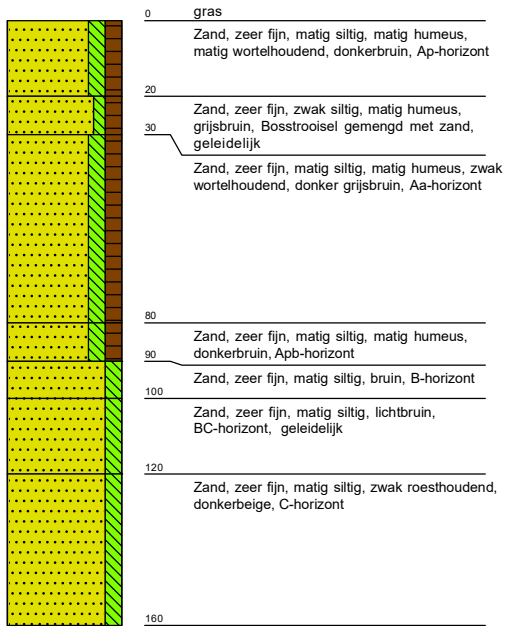 0
gras
Zand, zeer fijn, matig siltig, matig humeus,
matig wortelhoudend, donkerbruin, Ap-horizont
20
Zand, zeer fijn, zwak siltig, matig humeus,
grijsbruin, Bosstrooisel gemengd met zand,
geleidelijk
30
Zand, zeer fijn, matig siltig, matig humeus, zwak
wortelhoudend, donker grijsbruin, Aa-horizont
80
Zand, zeer fijn, matig siltig, matig humeus,
donkerbruin, Apb-horizont
90
Zand, zeer fijn, matig siltig, bruin, B-horizont
100
Zand, zeer fijn, matig siltig, lichtbruin,
BC-horizont, geleidelijk
120
Zand, zeer fijn, matig siltig, zwak roesthoudend,
donkerbeige, C-horizont
160